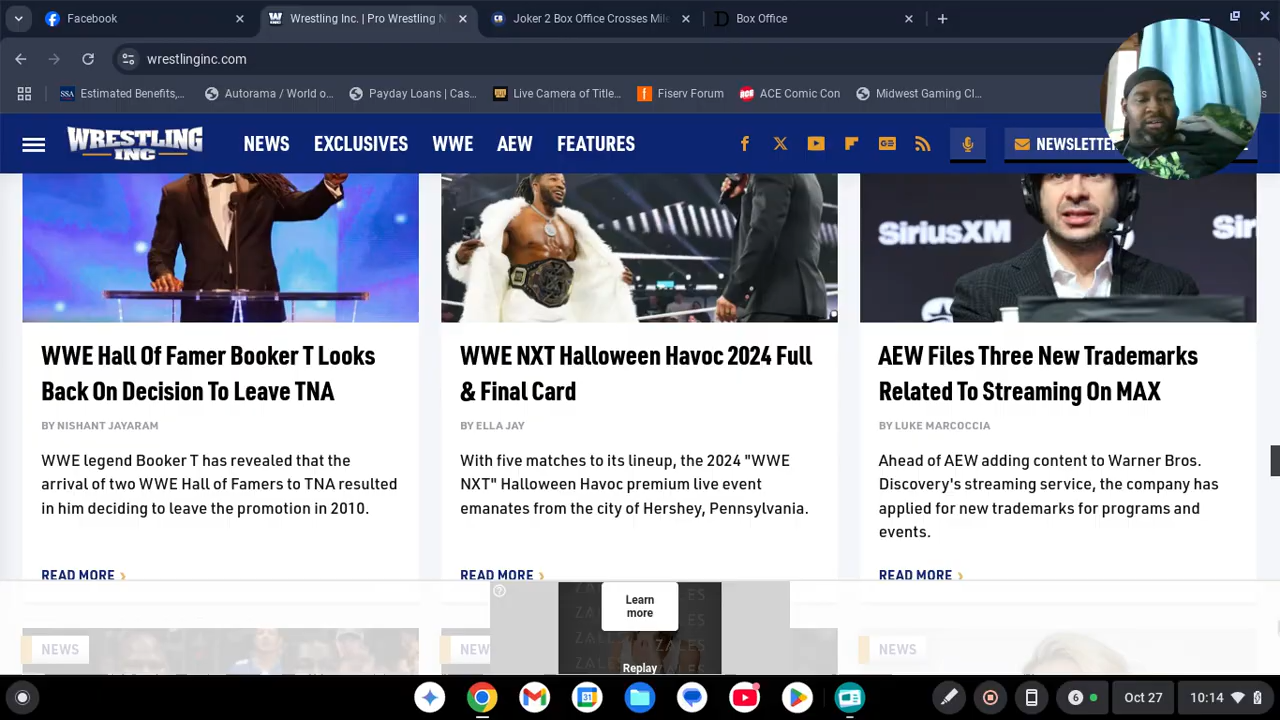 Facebook
Wrestling Inc. | Pro Wrestling N
Joker 2 Box Office Crosses Mile
Box Office
wrestlinginc.com
SSA
Estimated Benefits,...
Autorama / World o...
Payday Loans | Cas...
Live Camera of Title...
Fiserv Forum
ACE Comic Con
Midwest Gaming Cl...
WRESTLING
INC
NEWS
EXCLUSIVES
WWE
AEW
FEATURES
NEWSLETTE
SiriusXM
Siri
WWE Hall Of Famer Booker T Looks
Back On Decision To Leave TNA
BY NISHANT JAYARAM
WWE legend Booker T has revealed that the
arrival of two WWE Hall of Famers to TNA resulted
in him deciding to leave the promotion in 2010.
READ MORE
WWE NXT Halloween Havoc 2024 Full
& Final Card
BY ELLA JAY
With five matches to its lineup, the 2024 "WWE
NXT" Halloween Havoc premium live event
emanates from the city of Hershey, Pennsylvania.
READ MORE
AEW Files Three New Trademarks
Related To Streaming On MAX
BY LUKE MARCOCCIA
Ahead of AEW adding content to Warner Bros.
Discovery's streaming service, the company has
applied for new trademarks for programs and
events.
READ MORE
Learn
more
ZALES
Replay
NEWS
NEW
NEWS
6
Oct 27
10:14